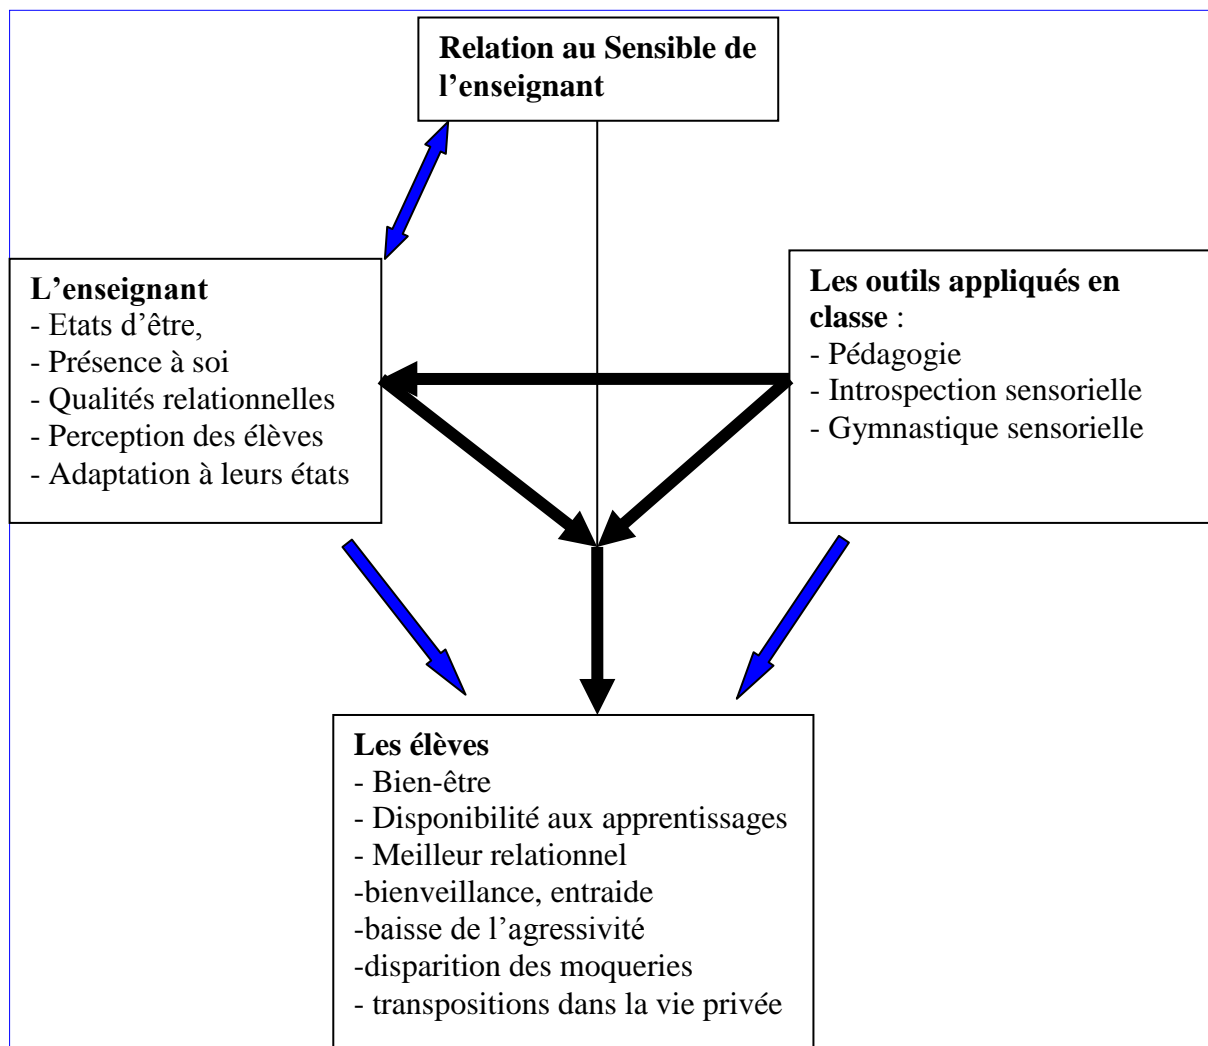 Relation au Sensible de
l’enseignant
L’enseignant
- Etats d’être,
- Présence à soi
- Qualités relationnelles
- Perception des élèves
- Adaptation à leurs états
Les outils appliqués en
classe :
- Pédagogie
- Introspection sensorielle
- Gymnastique sensorielle
Les élèves
- Bien-être
- Disponibilité aux apprentissages
- Meilleur relationnel
-bienveillance, entraide
-baisse de l’agressivité
-disparition des moqueries
- transpositions dans la vie privée